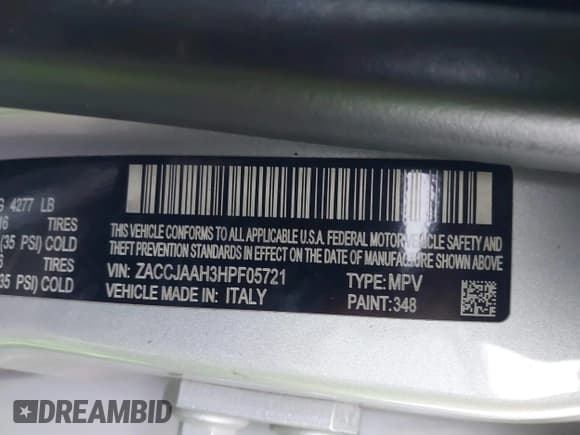 G 4277 LB
16 TIRES
(35 PSI) COLD
TIRES
(35 PSI) COLD
THIS VEHICLE CONFORMS TO ALL APPLICABLE U.S.A. FEDERAL MOTOR VEHICLE SAFETY AND
THEFT PREVENTION STANDARDS IN EFFECT ON THE DATE OF MANUFACTURE SHOWN ABOVE.
VIN: ZACCJAAH3HPF05721 TYPE: MPV
VEHICLE MADE IN: ITALY PAINT:348
DREAMBID